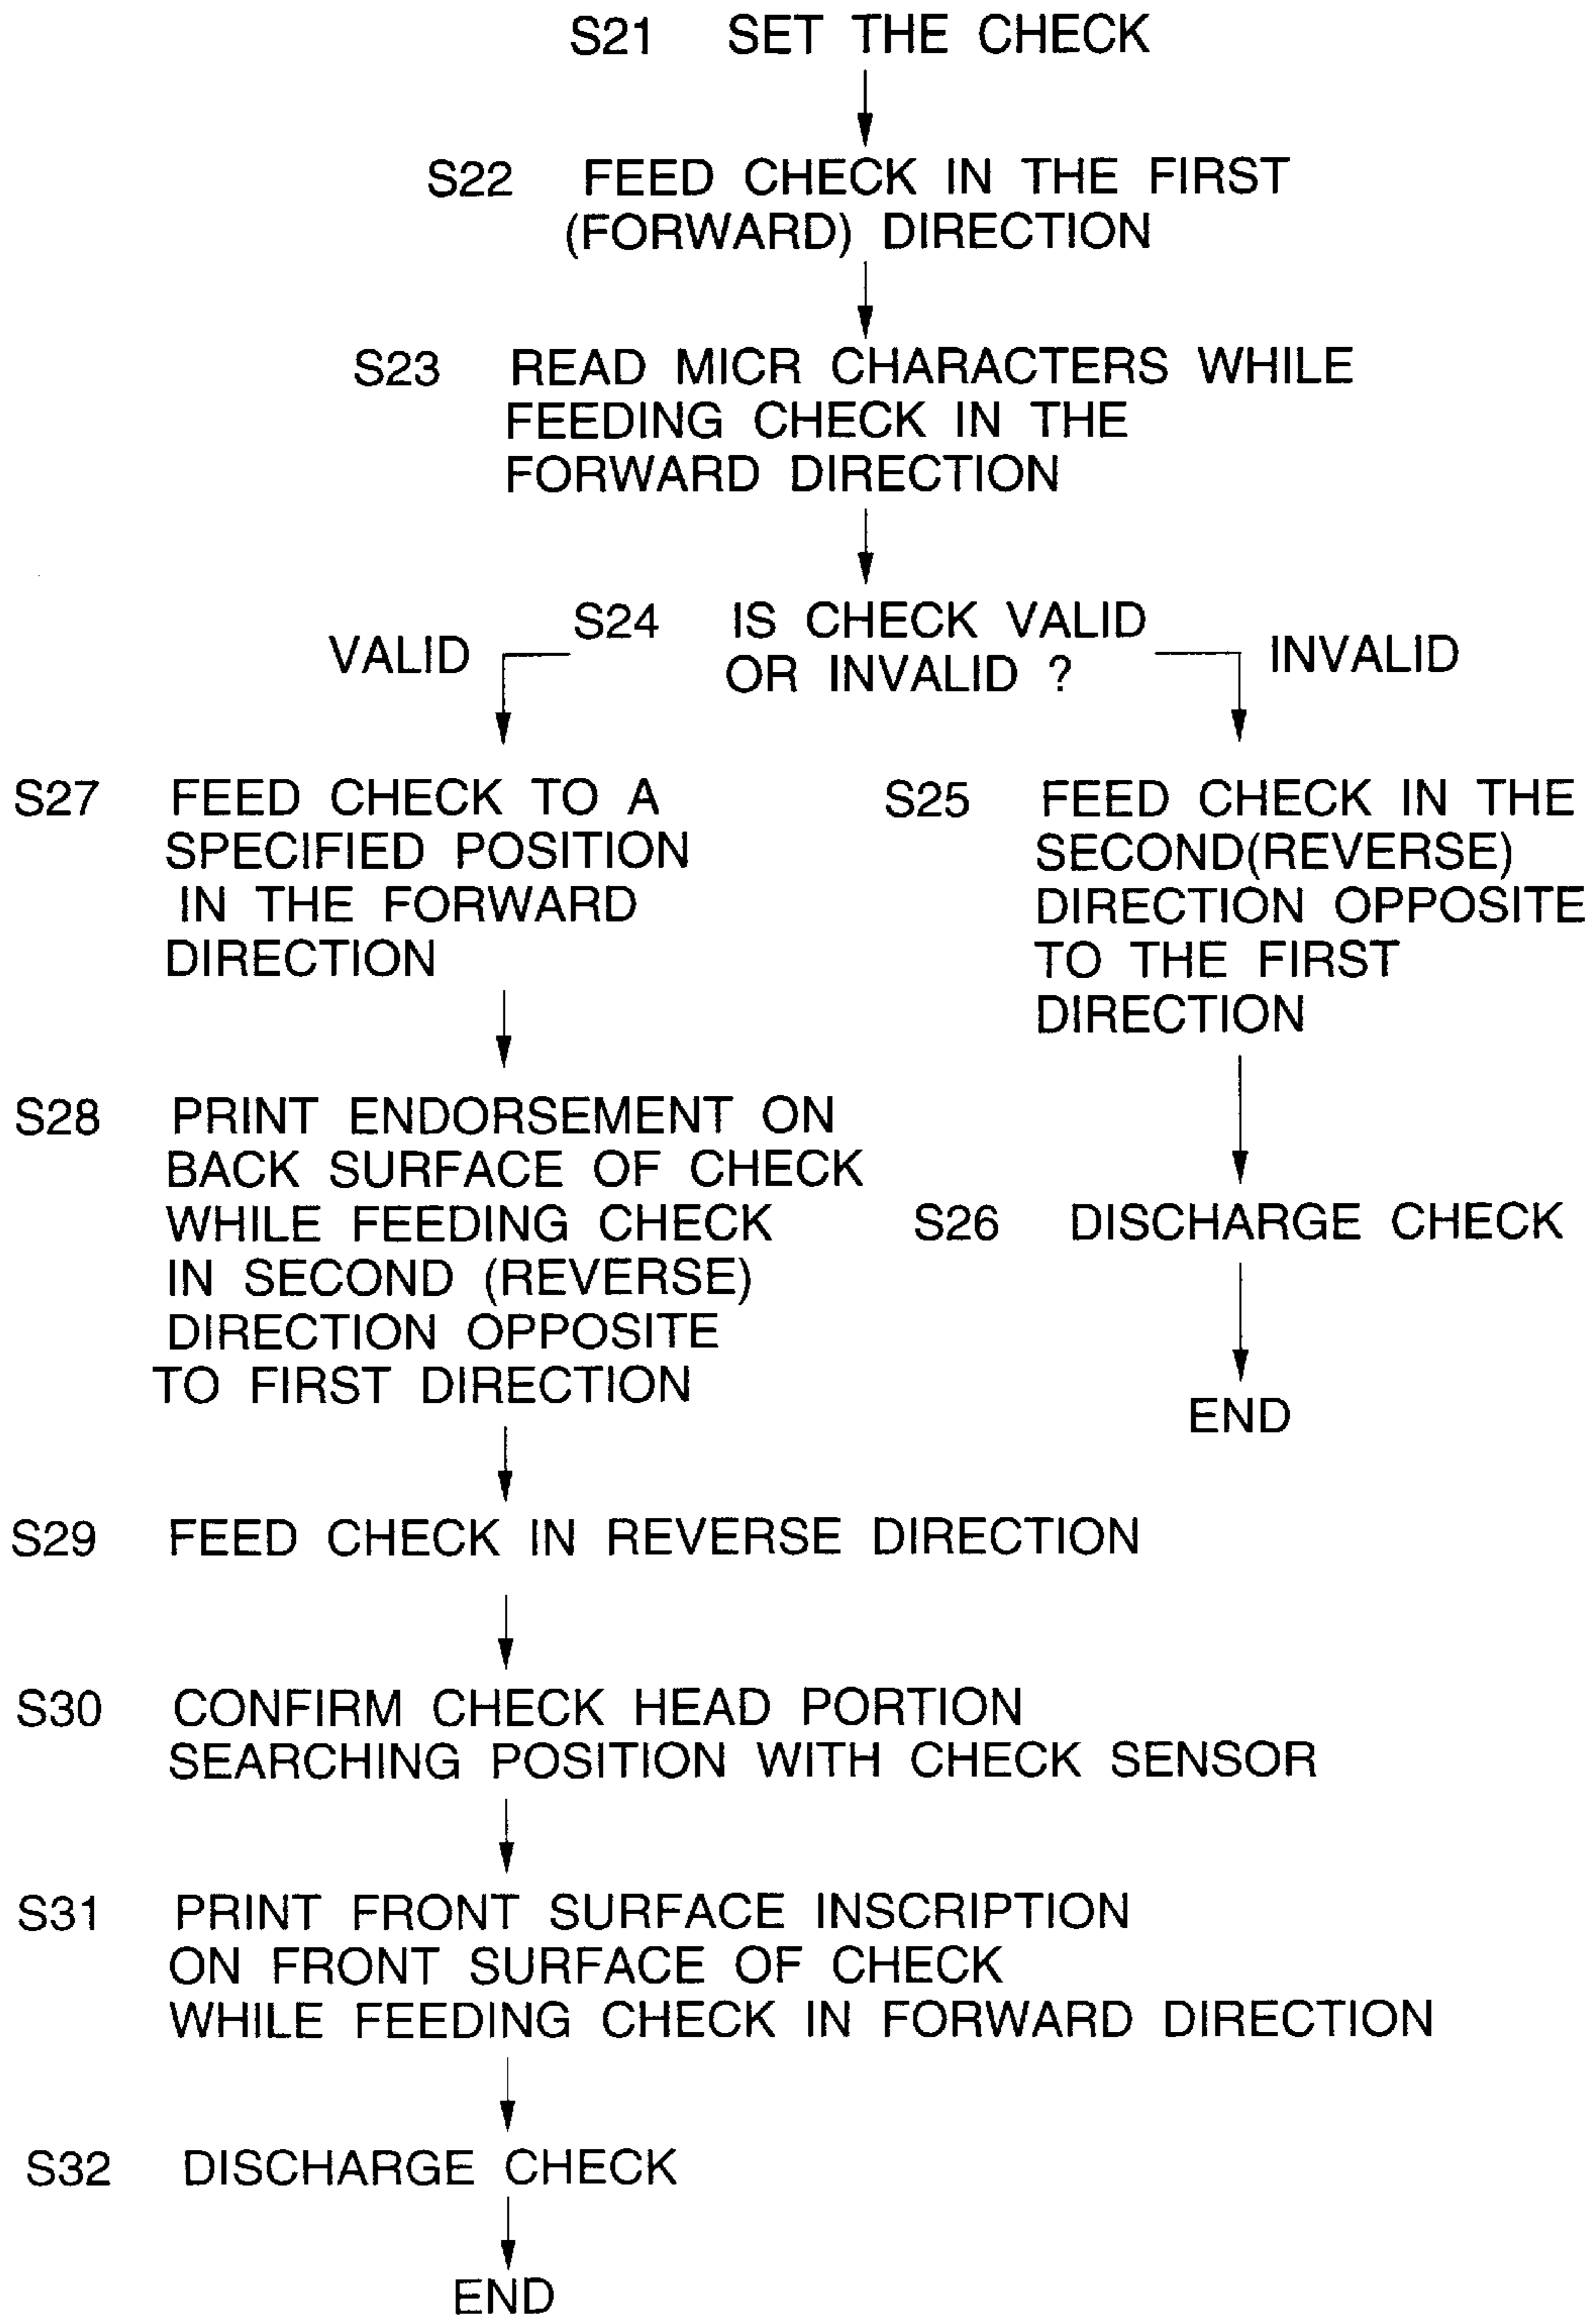 S21 SET THE CHECK
S22 FEED CHECK IN THE FIRST
(FORWARD) DIRECTION
S23 READ MICR CHARACTERS WHILE
FEEDING CHECK IN THE
FORWARD DIRECTION
S24 IS CHECK VALID
OR INVALID ?
VALID
INVALID
S27 FEED CHECK TO A
SPECIFIED POSITION
IN THE FORWARD
DIRECTION
S28 PRINT ENDORSEMENT ON
BACK SURFACE OF CHECK
WHILE FEEDING CHECK
IN SECOND (REVERSE)
DIRECTION OPPOSITE
TO FIRST DIRECTION
S25 FEED CHECK IN THE
SECOND(REVERSE)
DIRECTION OPPOSITE
TO THE FIRST
DIRECTION
S26 DISCHARGE CHECK
END
S29 FEED CHECK IN REVERSE DIRECTION
S30 CONFIRM CHECK HEAD PORTION
SEARCHING POSITION WITH CHECK SENSOR
S31 PRINT FRONT SURFACE INSCRIPTION
ON FRONT SURFACE OF CHECK
WHILE FEEDING CHECK IN FORWARD DIRECTION
S32 DISCHARGE CHECK
END